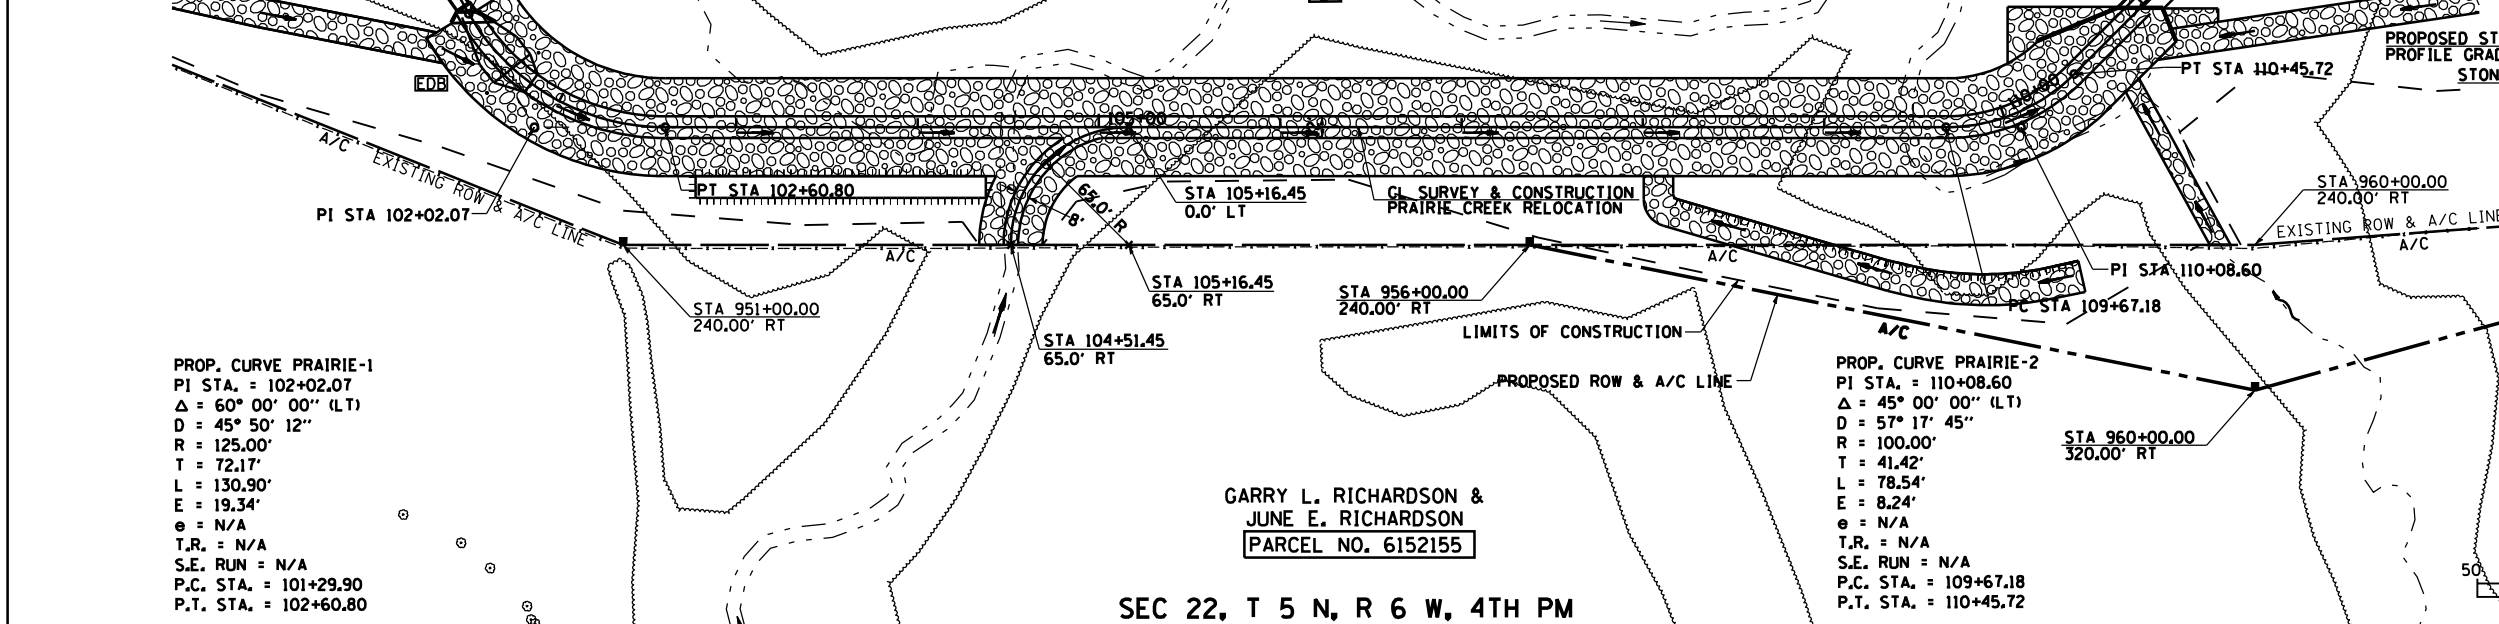 PROPOSED ST
PROFILE GRAD
STON
PT STA 110+45.72
EDB
A/C
EXISTING ROW & A/C LINE
PI STA 102+02.07
PT STA 102+60.80
105+00
65.0' R
8'
STA 105+16.45
0.0' LT
CL SURVEY & CONSTRUCTION
PRAIRIE CREEK RELOCATION
STA 960+00.00
240.00' RT
EXISTING ROW & A/C LINE
A/C
A/C
A/C
PI STA 110+08.60
PC STA 109+67.18
STA 105+16.45
65.0' RT
STA 951+00.00
240.00' RT
STA 956+00.00
240.00' RT
LIMITS OF CONSTRUCTION
A/C
STA 104+51.45
65.0' RT
PROPOSED ROW & A/C LINE
STA 960+00.00
320.00' RT
PROP. CURVE PRAIRIE-1
PI STA. = 102+02.07
Δ = 60° 00' 00" (LT)
D = 45° 50' 12"
R = 125.00'
T = 72.17'
L = 130.90'
E = 19.34'
e = N/A
T.R. = N/A
S.E. RUN = N/A
P.C. STA. = 101+29.90
P.T. STA. = 102+60.80
PROP. CURVE PRAIRIE-2
PI STA. = 110+08.60
Δ = 45° 00' 00" (LT)
D = 57° 17' 45"
R = 100.00'
T = 41.42'
L = 78.54'
E = 8.24'
e = N/A
T.R. = N/A
S.E. RUN = N/A
P.C. STA. = 109+67.18
P.T. STA. = 110+45.72
GARRY L. RICHARDSON &
JUNE E. RICHARDSON
PARCEL NO. 6152155
SEC 22, T 5 N, R 6 W, 4TH PM
50